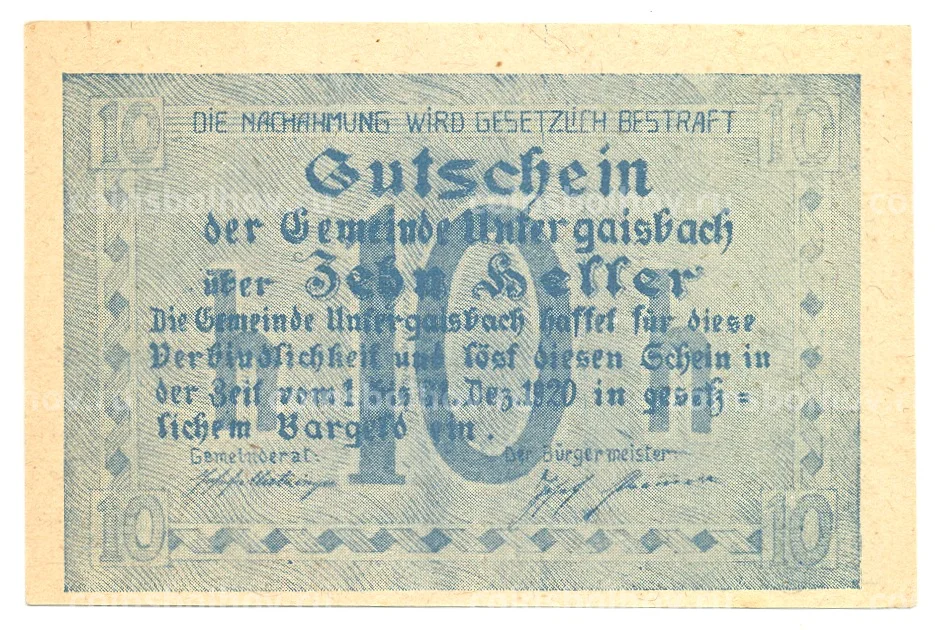 10 10
DIE NACHAHMUNG WIRD GESETZLICH BESTRAFT
Gutschein
der Gemeinde Untergaisbach
über Zehn Heller
h 10 h
Die Gemeinde Untergaisbach haftet für diese
Verbindlichkeit und löst diesen Schein in
der Zeit vom 1. bis 31. Dez. 1920 in gesetz=
lichem Bargeld ein.
Gemeinderat: Der Bürgermeister
Josef
10 10